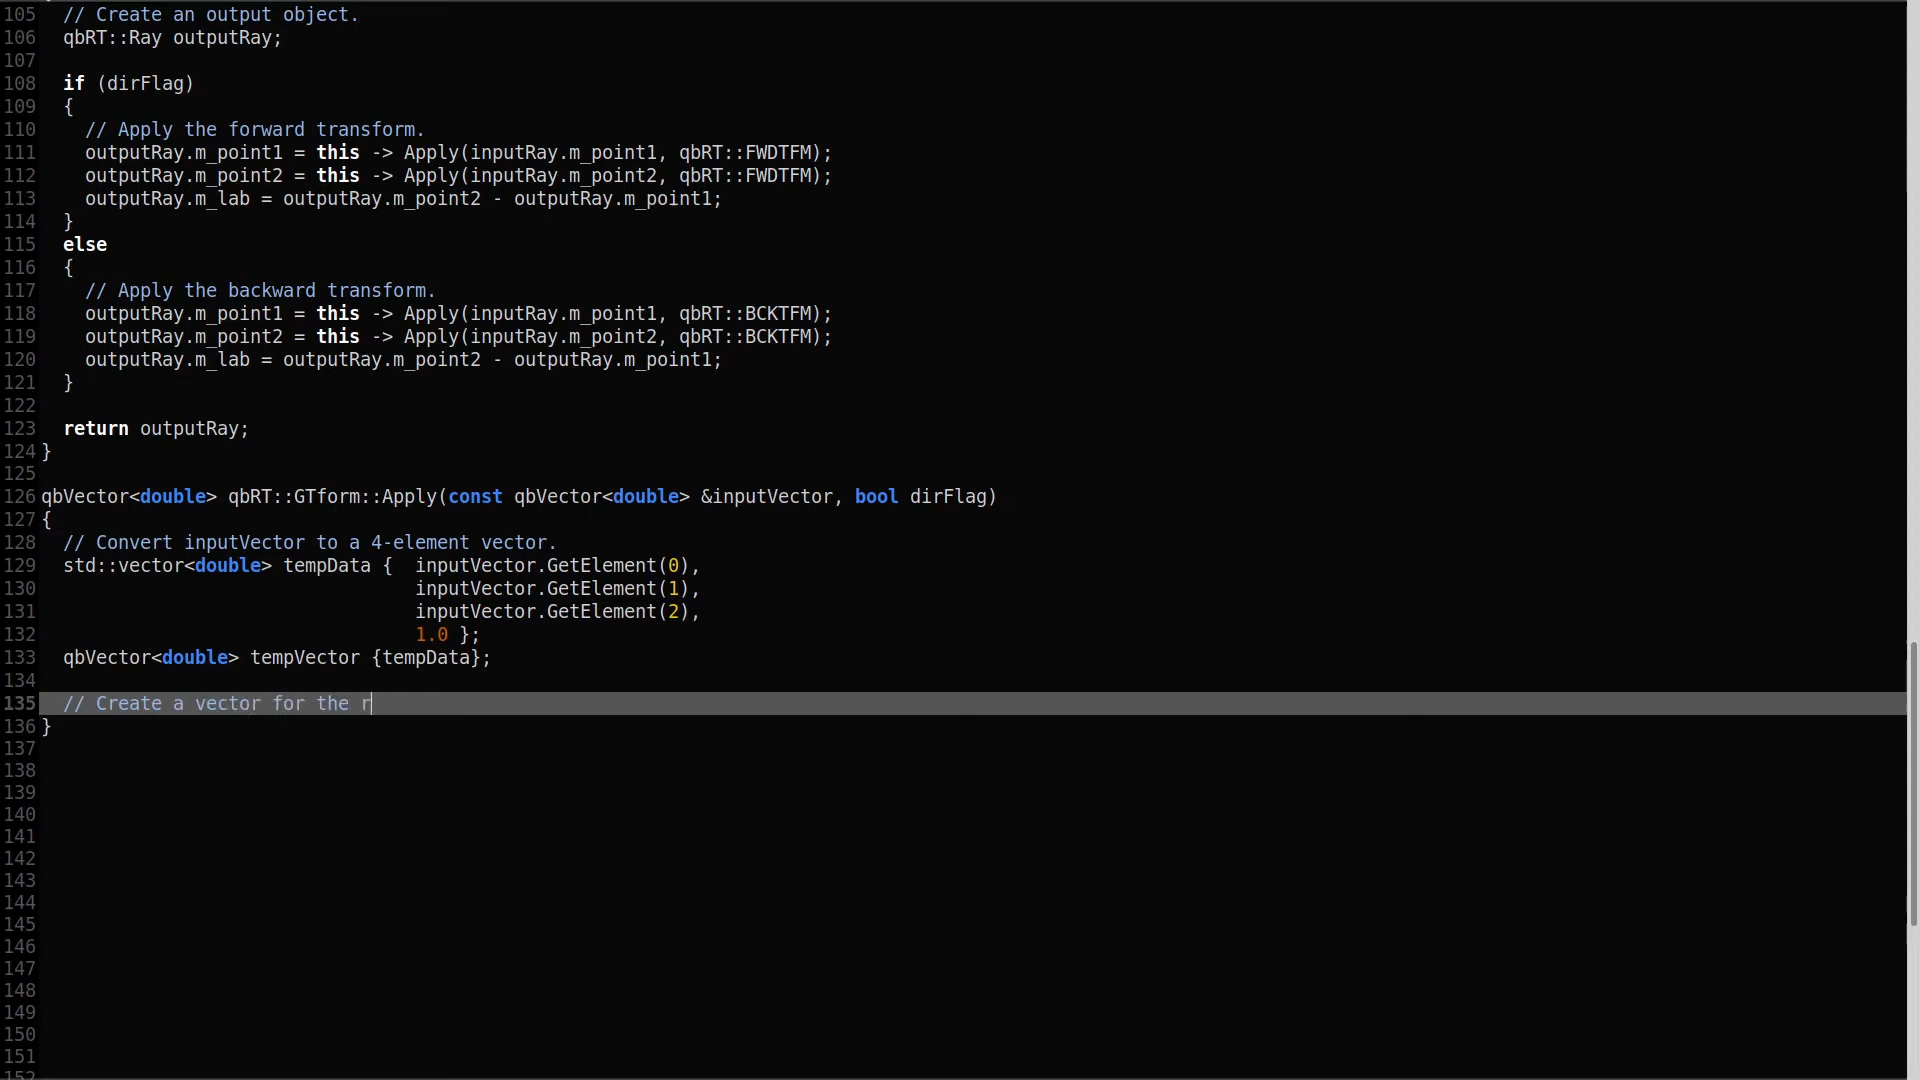 105 // Create an output object.
106 qbRT::Ray outputRay;
107
108 if (dirFlag)
109 {
110 // Apply the forward transform.
111 outputRay.m_point1 = this -> Apply(inputRay.m_point1, qbRT::FWDTFM);
112 outputRay.m_point2 = this -> Apply(inputRay.m_point2, qbRT::FWDTFM);
113 outputRay.m_lab = outputRay.m_point2 - outputRay.m_point1;
114 }
115 else
116 {
117 // Apply the backward transform.
118 outputRay.m_point1 = this -> Apply(inputRay.m_point1, qbRT::BCKTFM);
119 outputRay.m_point2 = this -> Apply(inputRay.m_point2, qbRT::BCKTFM);
120 outputRay.m_lab = outputRay.m_point2 - outputRay.m_point1;
121 }
122
123 return outputRay;
124 }
125
126 qbVector<double> qbRT::GTform::Apply(const qbVector<double> &inputVector, bool dirFlag)
127 {
128 // Convert inputVector to a 4-element vector.
129 std::vector<double> tempData { inputVector.GetElement(0),
130 inputVector.GetElement(1),
131 inputVector.GetElement(2),
132 1.0 };
133 qbVector<double> tempVector {tempData};
134
135 // Create a vector for the r
136 }
137
138
139
140
141
142
143
144
145
146
147
148
149
150
151
152